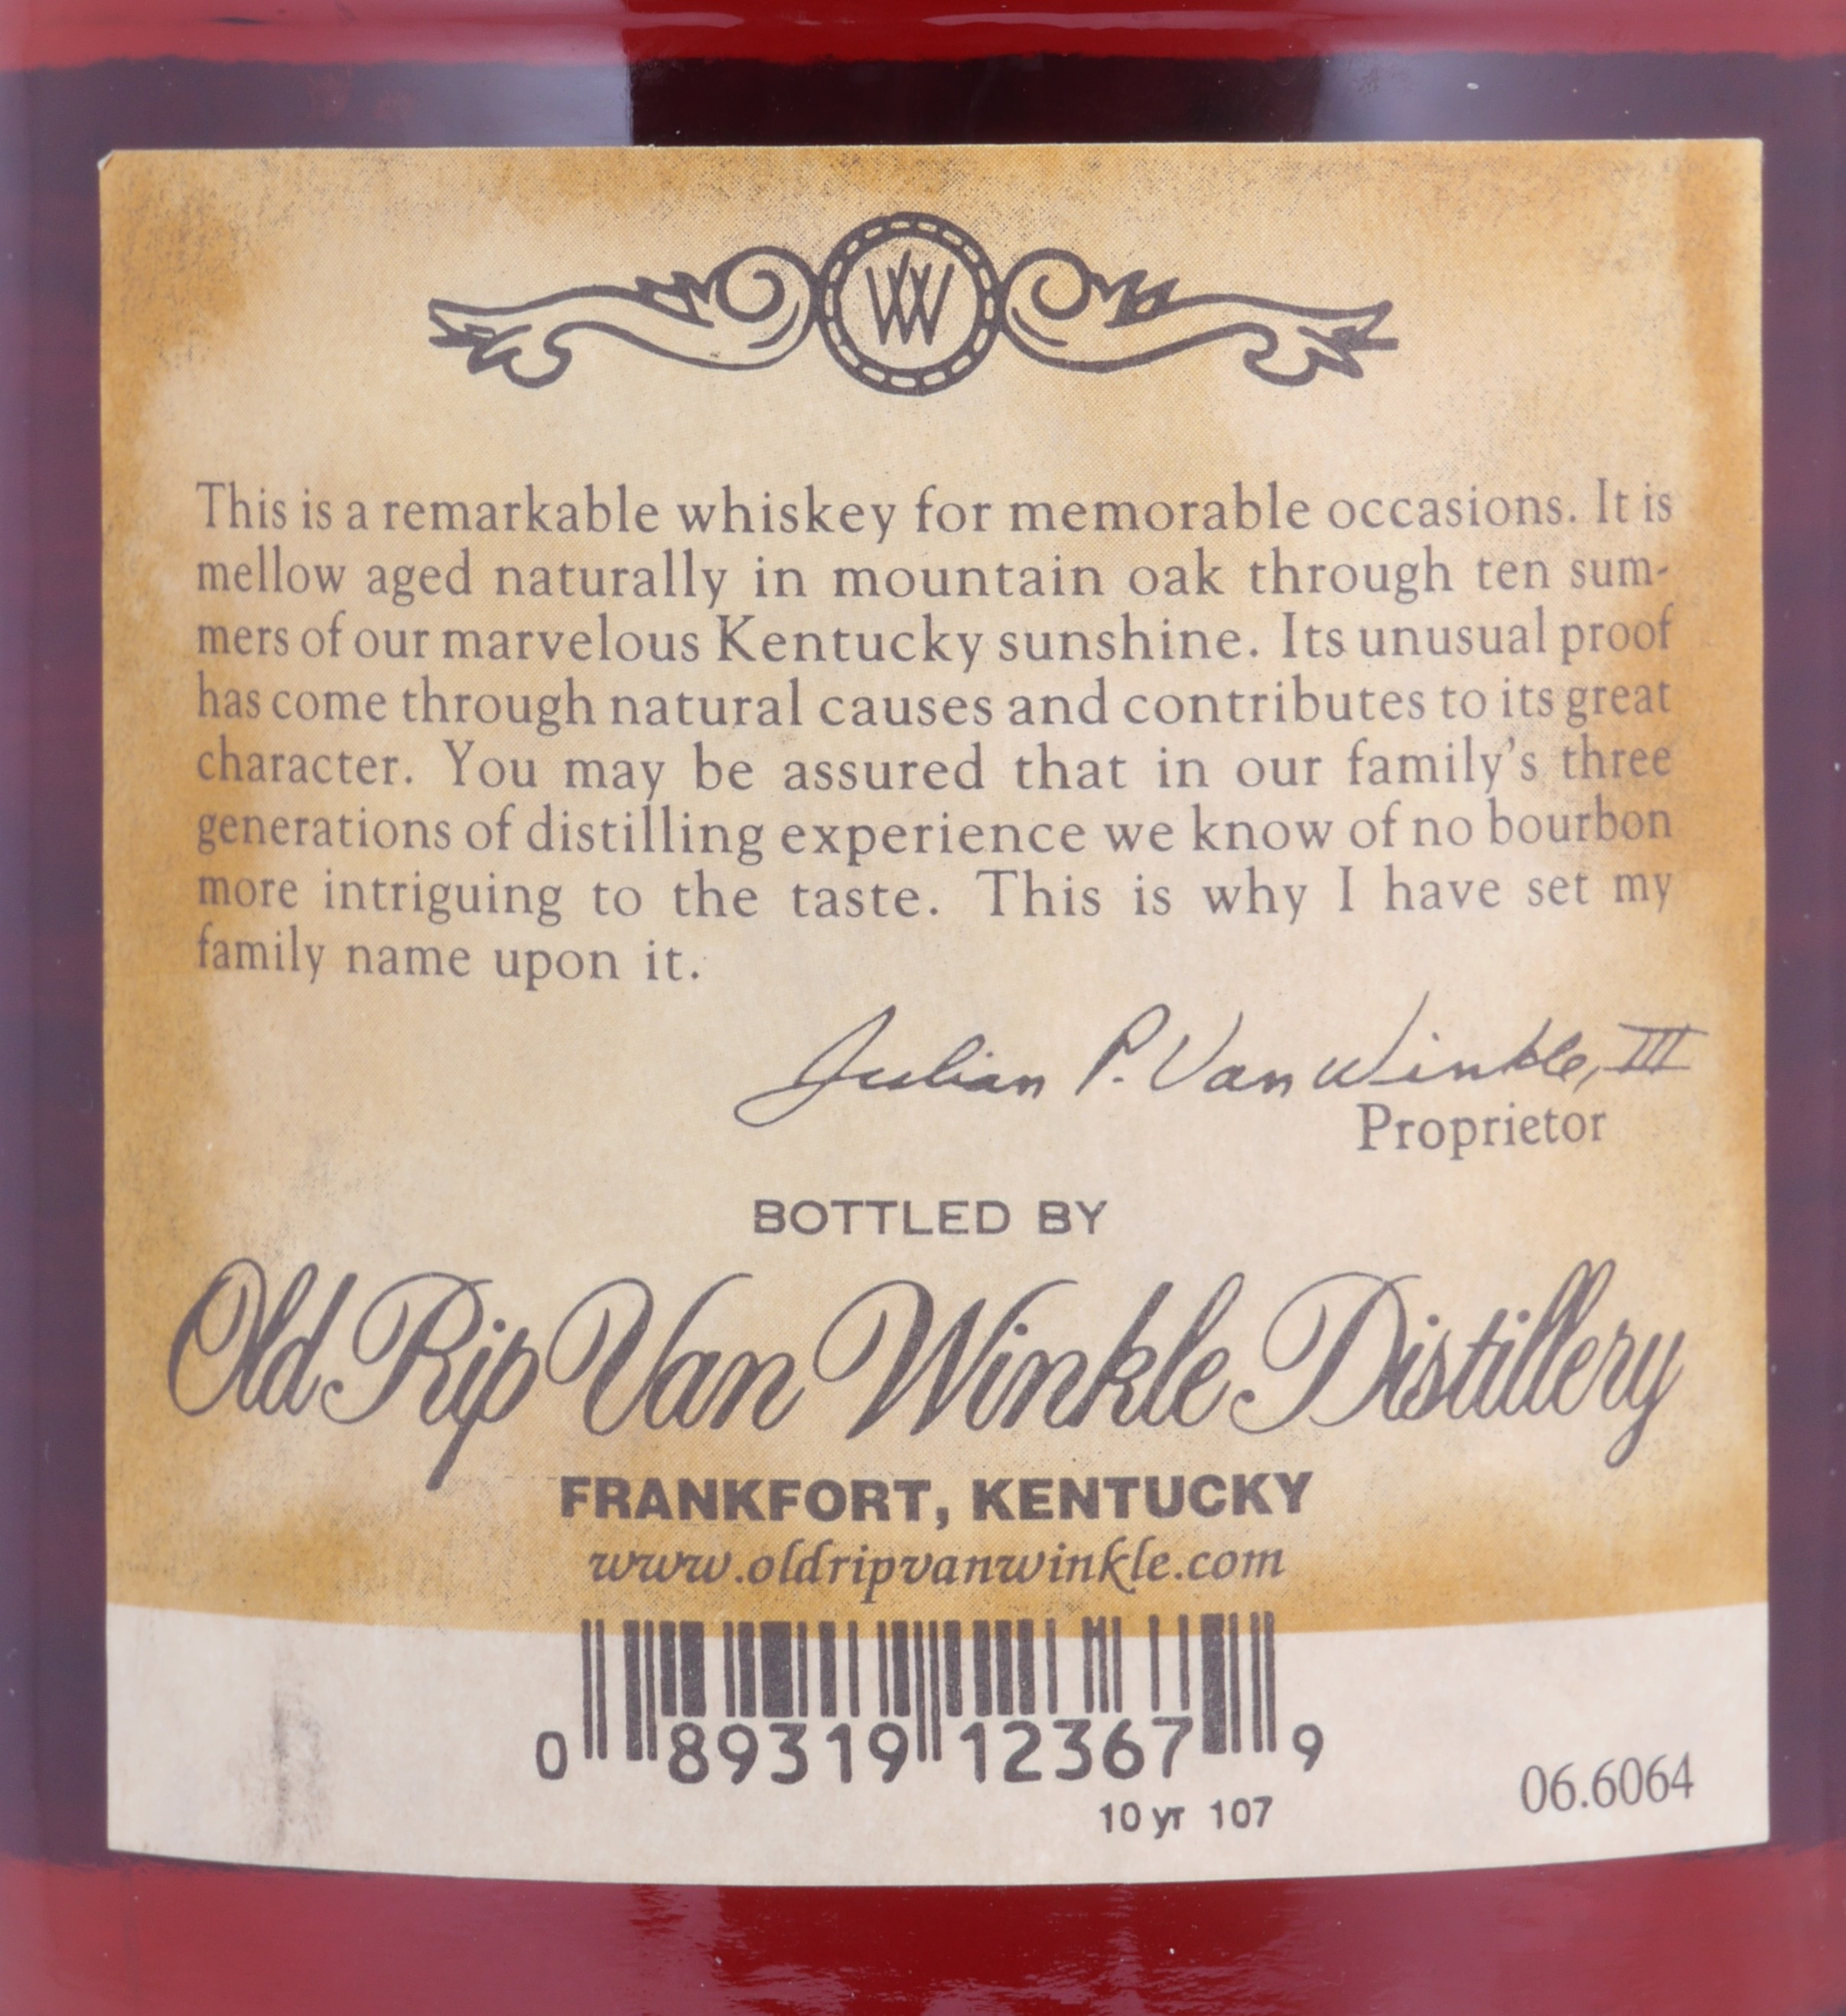 VVV
This is a remarkable whiskey for memorable occasions. It is
mellow aged naturally in mountain oak through ten sum-
mers of our marvelous Kentucky sunshine. Its unusual proof
has come through natural causes and contributes to its great
character. You may be assured that in our family's three
generations of distilling experience we know of no bourbon
more intriguing to the taste. This is why I have set my
family name upon it.
Julian P. Van Winkle, III
Proprietor
BOTTLED BY
Old Rip Van Winkle Distillery
FRANKFORT, KENTUCKY
www.oldripvanwinkle.com
0 89319 12367 9
10 yr 107
06.6064